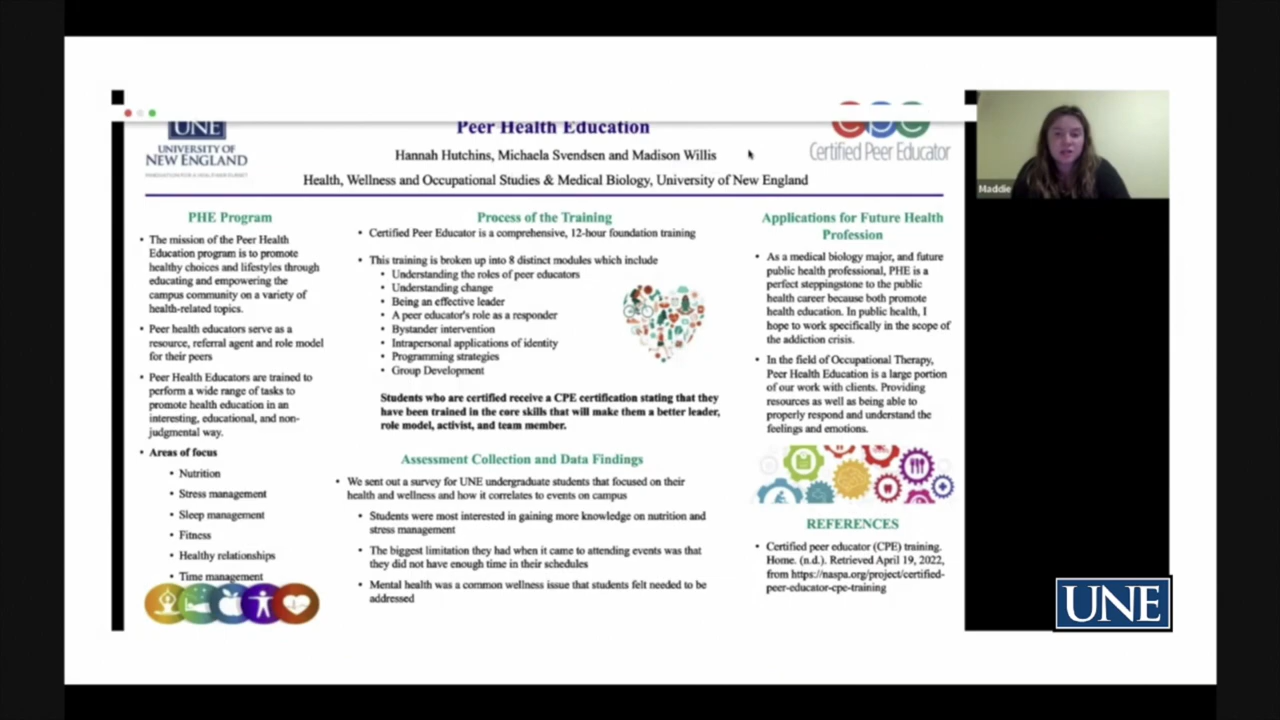 Peer Health Education
UNE
UNIVERSITY OF
NEW ENGLAND
Certified Peer Educator
Hannah Hutchins, Michaela Svendsen and Madison Willis
Health, Wellness and Occupational Studies & Medical Biology, University of New England
Maddie
PHE Program
• The mission of the Peer Health
Education program is to promote
healthy choices and lifestyles through
educating and empowering the
campus community on a variety of
health-related topics.
• Peer health educators serve as a
resource, referral agent and role model
for their peers
• Peer Health Educators are trained to
perform a wide range of tasks to
promote health education in an
interesting, educational, and non-
judgmental way.
• Areas of focus
• Nutrition
• Stress management
• Sleep management
• Fitness
• Healthy relationships
• Time management
Process of the Training
• Certified Peer Educator is a comprehensive, 12-hour foundation training
• This training is broken up into 8 distinct modules which include
• Understanding the roles of peer educators
• Understanding change
• Being an effective leader
• A peer educator's role as a responder
• Bystander intervention
• Intrapersonal applications of identity
• Programming strategies
• Group Development
Students who are certified receive a CPE certification stating that they
have been trained in the core skills that will make them a better leader,
role model, activist, and team member.
Assessment Collection and Data Findings
• We sent out a survey for UNE undergraduate students that focused on their
health and wellness and how it correlates to events on campus
• Students were most interested in gaining more knowledge on nutrition and
stress management
• The biggest limitation they had when it came to attending events was that
they did not have enough time in their schedules
• Mental health was a common wellness issue that students felt needed to be
addressed
Applications for Future Health
Profession
• As a medical biology major, and future
public health professional, PHE is a
perfect steppingstone to the public
health career because both promote
health education. In public health, I
hope to work specifically in the scope of
the addiction crisis.
• In the field of Occupational Therapy,
Peer Health Education is a large portion
of our work with clients. Providing
resources as well as being able to
properly respond and understand the
feelings and emotions.
REFERENCES
• Certified peer educator (CPE) training.
Home. (n.d.). Retrieved April 19, 2022,
from https://naspa.org/project/certified-
peer-educator-cpe-training
UNE